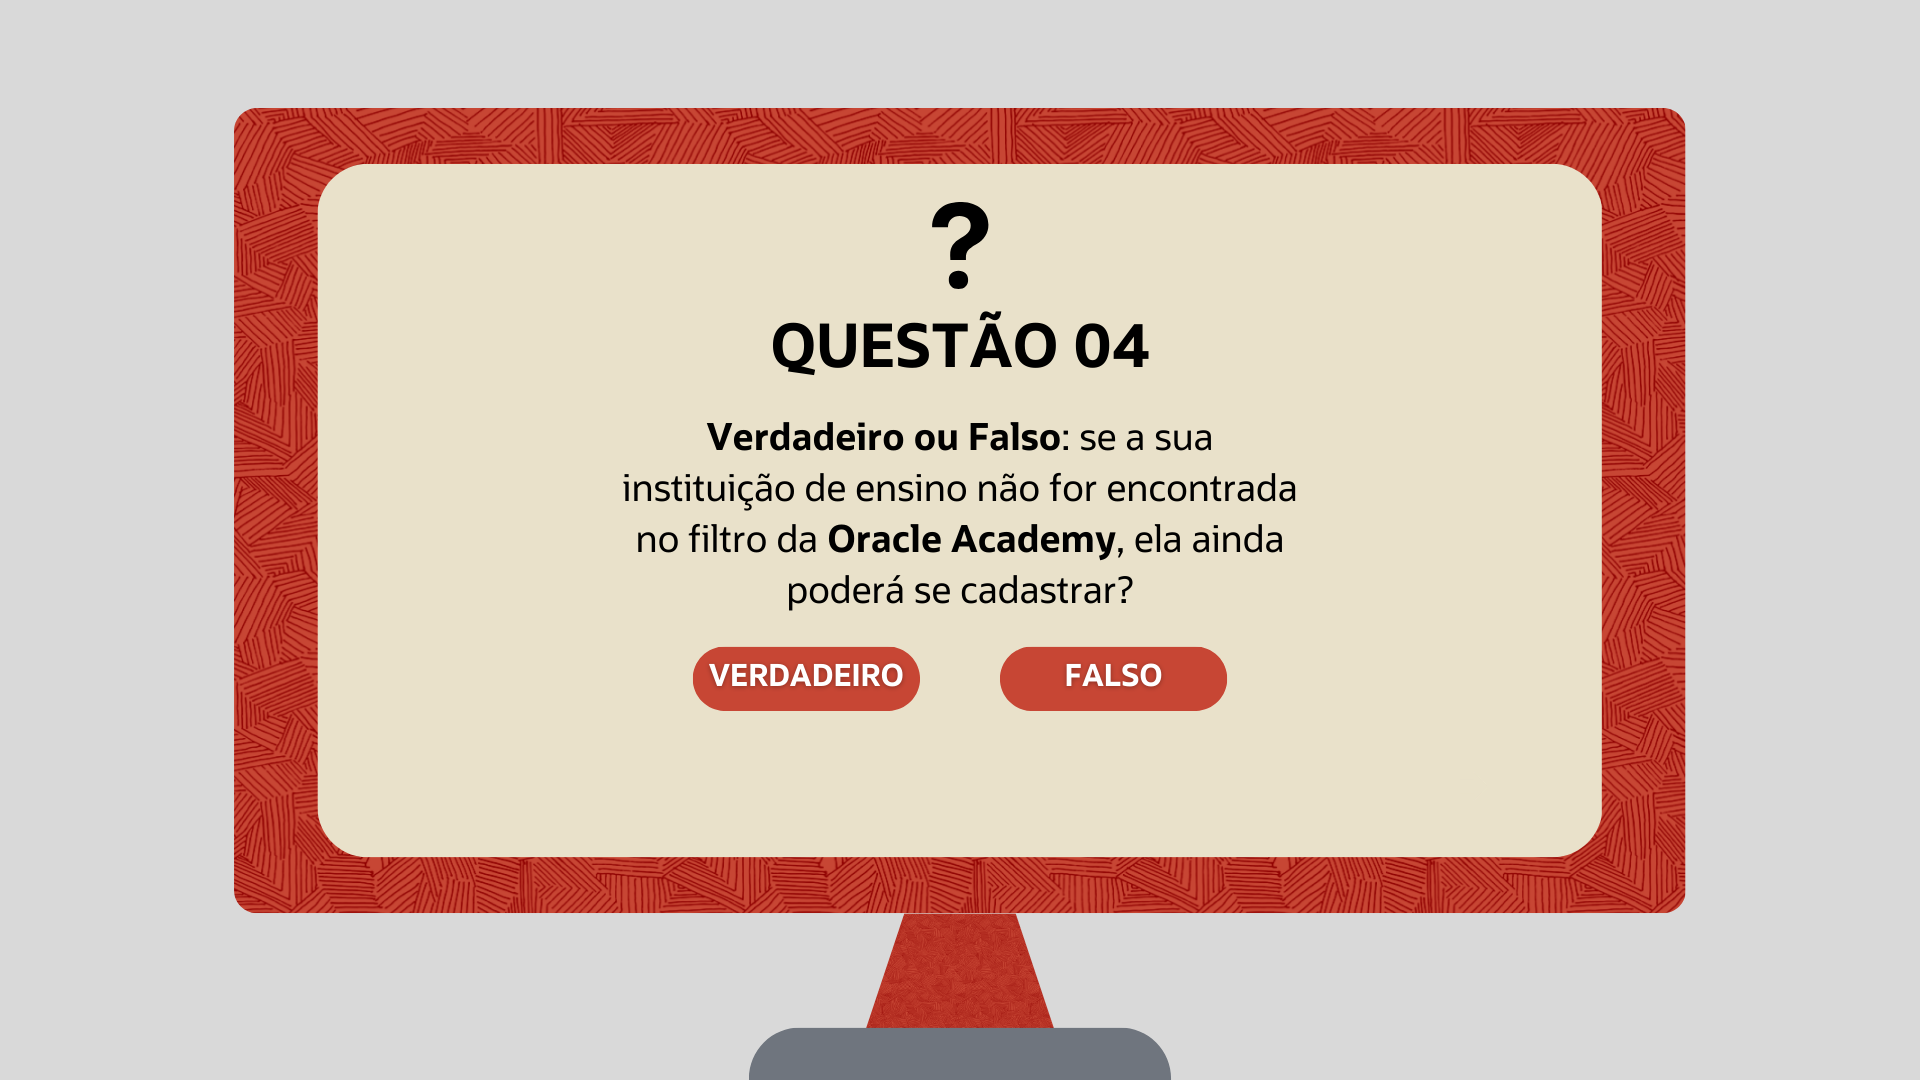 ?
QUESTÃO 04
Verdadeiro ou Falso: se a sua
instituição de ensino não for encontrada
no filtro da Oracle Academy, ela ainda
poderá se cadastrar?
VERDADEIRO
FALSO